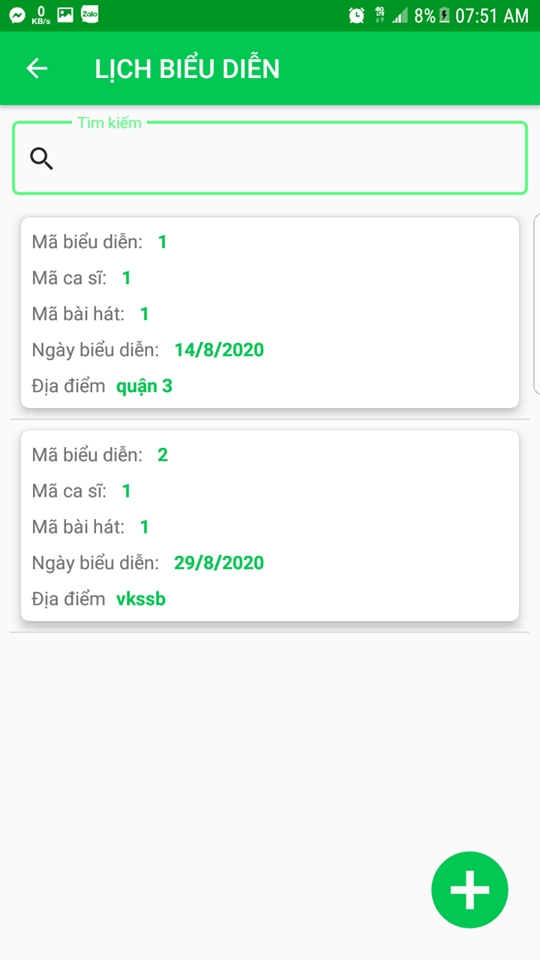 0
KB/s
Zalo
4G
8%
07:51 AM
LỊCH BIỂU DIỄN
Tìm kiếm
Mã biểu diễn: 1
Mã ca sĩ: 1
Mã bài hát: 1
Ngày biểu diễn: 14/8/2020
Địa điểm quận 3
Mã biểu diễn: 2
Mã ca sĩ: 1
Mã bài hát: 1
Ngày biểu diễn: 29/8/2020
Địa điểm vkssb